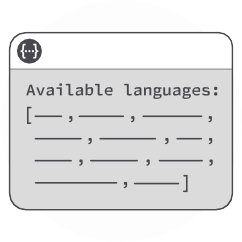 {...}
Available languages:
[ , , ,
, , ,
, , ,
, ]